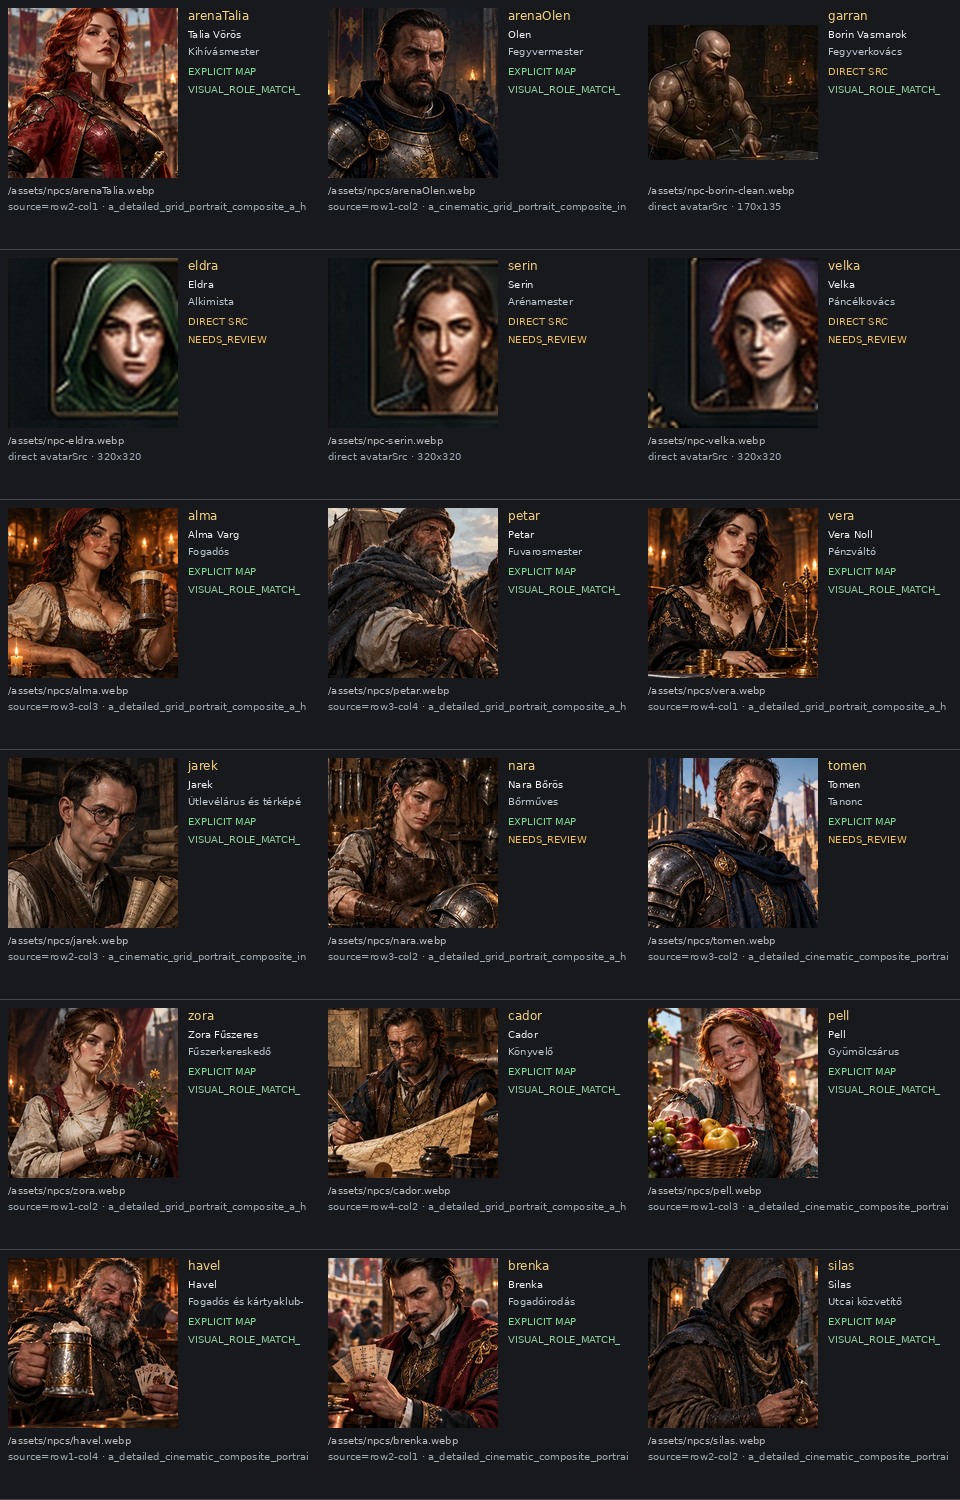 arenaTalia
Talia Vörös
Kihívásmester
EXPLICIT MAP
VISUAL_ROLE_MATCH_
/assets/npcs/arenaTalia.webp
source=row2-col1 · a_detailed_grid_portrait_composite_a_h
arenaOlen
Olen
Fegyvermester
EXPLICIT MAP
VISUAL_ROLE_MATCH_
/assets/npcs/arenaOlen.webp
source=row1-col2 · a_cinematic_grid_portrait_composite_in
garran
Borin Vasmarok
Fegyverkovács
DIRECT SRC
VISUAL_ROLE_MATCH_
/assets/npc-borin-clean.webp
direct avatarSrc · 170x135
eldra
Eldra
Alkimista
DIRECT SRC
NEEDS_REVIEW
/assets/npc-eldra.webp
direct avatarSrc · 320x320
serin
Serin
Arénamester
DIRECT SRC
NEEDS_REVIEW
/assets/npc-serin.webp
direct avatarSrc · 320x320
velka
Velka
Páncélkovács
DIRECT SRC
NEEDS_REVIEW
/assets/npc-velka.webp
direct avatarSrc · 320x320
alma
Alma Varg
Fogadós
EXPLICIT MAP
VISUAL_ROLE_MATCH_
/assets/npcs/alma.webp
source=row3-col3 · a_detailed_grid_portrait_composite_a_h
petar
Petar
Fuvarosmester
EXPLICIT MAP
VISUAL_ROLE_MATCH_
/assets/npcs/petar.webp
source=row3-col4 · a_detailed_grid_portrait_composite_a_h
vera
Vera Noll
Pénzváltó
EXPLICIT MAP
VISUAL_ROLE_MATCH_
/assets/npcs/vera.webp
source=row4-col1 · a_detailed_grid_portrait_composite_a_h
jarek
Jarek
Útlevélárus és térképé
EXPLICIT MAP
VISUAL_ROLE_MATCH_
/assets/npcs/jarek.webp
source=row2-col3 · a_cinematic_grid_portrait_composite_in
nara
Nara Bőrös
Bőrműves
EXPLICIT MAP
NEEDS_REVIEW
/assets/npcs/nara.webp
source=row3-col2 · a_detailed_grid_portrait_composite_a_h
tomen
Tomen
Tanonc
EXPLICIT MAP
NEEDS_REVIEW
/assets/npcs/tomen.webp
source=row3-col2 · a_detailed_cinematic_composite_portrai
zora
Zora Fűszeres
Fűszerkereskedő
EXPLICIT MAP
VISUAL_ROLE_MATCH_
/assets/npcs/zora.webp
source=row1-col2 · a_detailed_grid_portrait_composite_a_h
cador
Cador
Könyvelő
EXPLICIT MAP
VISUAL_ROLE_MATCH_
/assets/npcs/cador.webp
source=row4-col2 · a_detailed_grid_portrait_composite_a_h
pell
Pell
Gyümölcsárus
EXPLICIT MAP
VISUAL_ROLE_MATCH_
/assets/npcs/pell.webp
source=row1-col3 · a_detailed_cinematic_composite_portrai
havel
Havel
Fogadós és kártyaklub-
EXPLICIT MAP
VISUAL_ROLE_MATCH_
/assets/npcs/havel.webp
source=row1-col4 · a_detailed_cinematic_composite_portrai
brenka
Brenka
Fogadóirodás
EXPLICIT MAP
VISUAL_ROLE_MATCH_
/assets/npcs/brenka.webp
source=row2-col1 · a_detailed_cinematic_composite_portrai
silas
Silas
Utcai közvetítő
EXPLICIT MAP
VISUAL_ROLE_MATCH_
/assets/npcs/silas.webp
source=row2-col2 · a_detailed_cinematic_composite_portrai